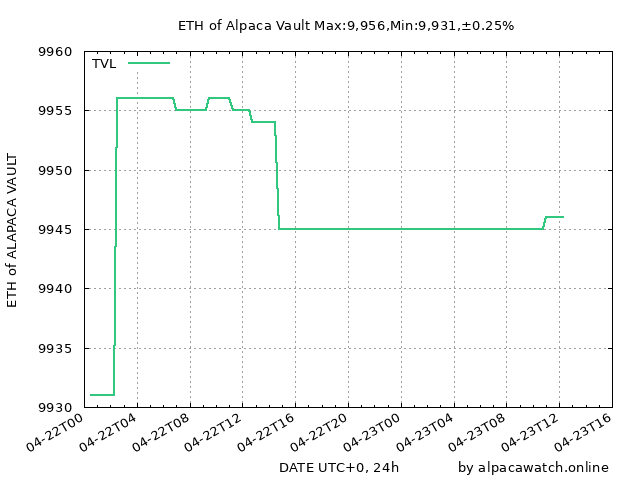 ETH of Alpaca Vault Max:9,956,Min:9,931,±0.25%
TVL
9960
9955
9950
9945
9940
9935
9930
ETH of ALAPACA VAULT
04-22T00
04-22T04
04-22T08
04-22T12
04-22T16
04-22T20
04-23T00
04-23T04
04-23T08
04-23T12
04-23T16
DATE UTC+0, 24h
by alpacawatch.online